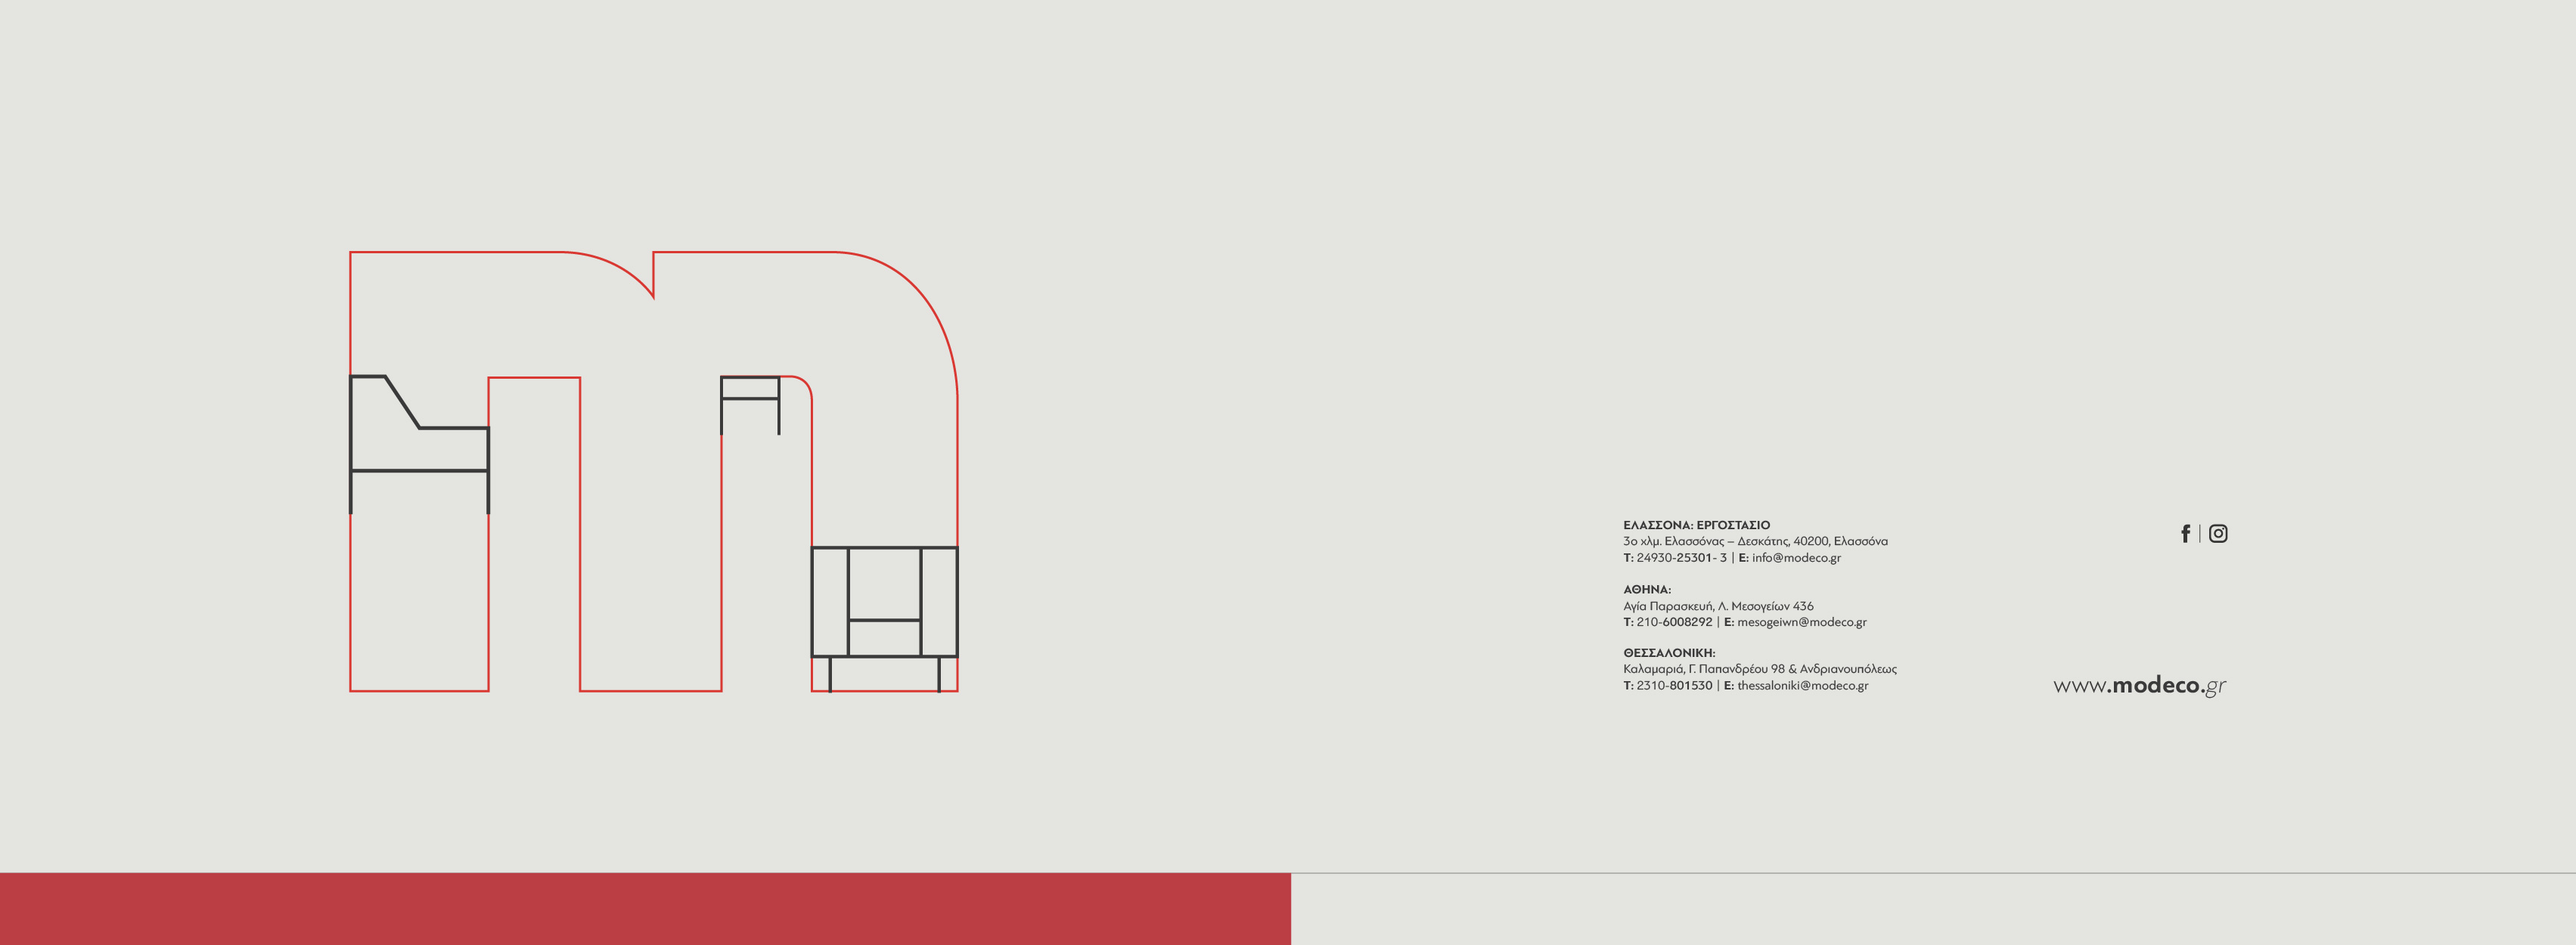 ΕΛΑΣΣΟΝΑ: ΕΡΓΟΣΤΑΣΙΟ
3ο χλμ. Ελασσόνας – Δεσκάτης, 40200, Ελασσόνα
Τ: 24930-25301- 3 | E: info@modeco.gr
ΑΘΗΝΑ:
Αγία Παρασκευή, Λ. Μεσογείων 436
Τ: 210-6008292 | E: mesogeiwn@modeco.gr
ΘΕΣΣΑΛΟΝΙΚΗ:
Καλαμαριά, Γ. Παπανδρέου 98 & Ανδριανουπόλεως
Τ: 2310-801530 | E: thessaloniki@modeco.gr
www.modeco.gr